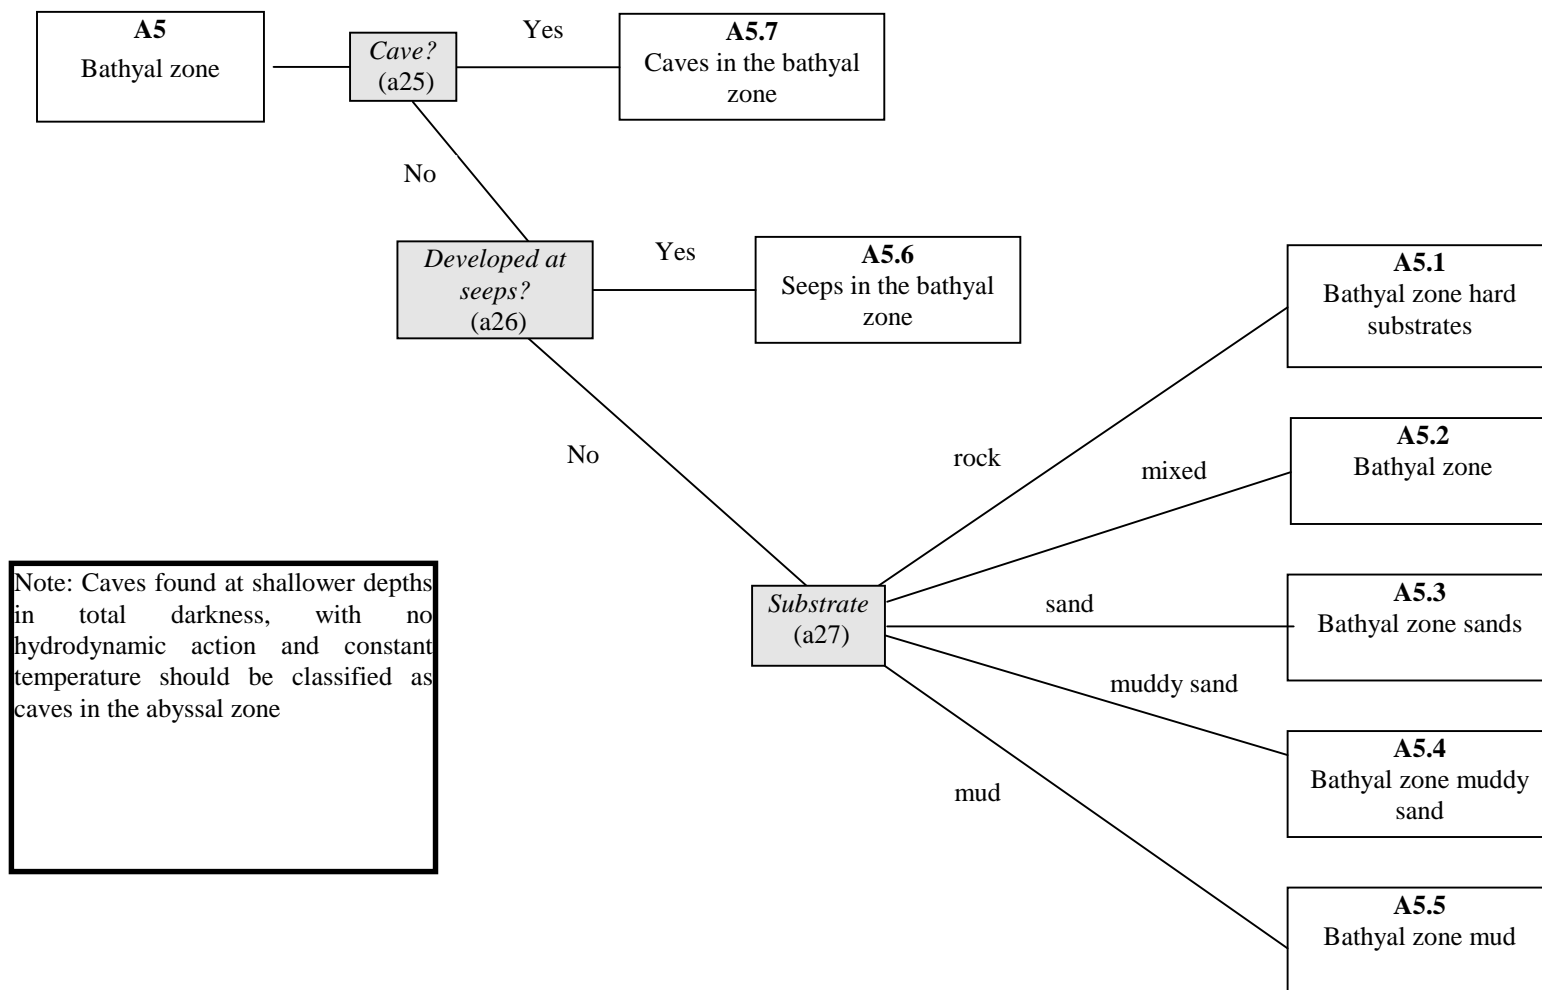 A5
Bathyal zone
Cave?
(a25)
Yes
A5.7
Caves in the bathyal
zone
No
Developed at
seeps?
(a26)
Yes
A5.6
Seeps in the bathyal
zone
No
Substrate
(a27)
rock
A5.1
Bathyal zone hard
substrates
mixed
A5.2
Bathyal zone
sand
A5.3
Bathyal zone sands
muddy sand
A5.4
Bathyal zone muddy
sand
mud
A5.5
Bathyal zone mud
Note: Caves found at shallower depths
in total darkness, with no
hydrodynamic action and constant
temperature should be classified as
caves in the abyssal zone